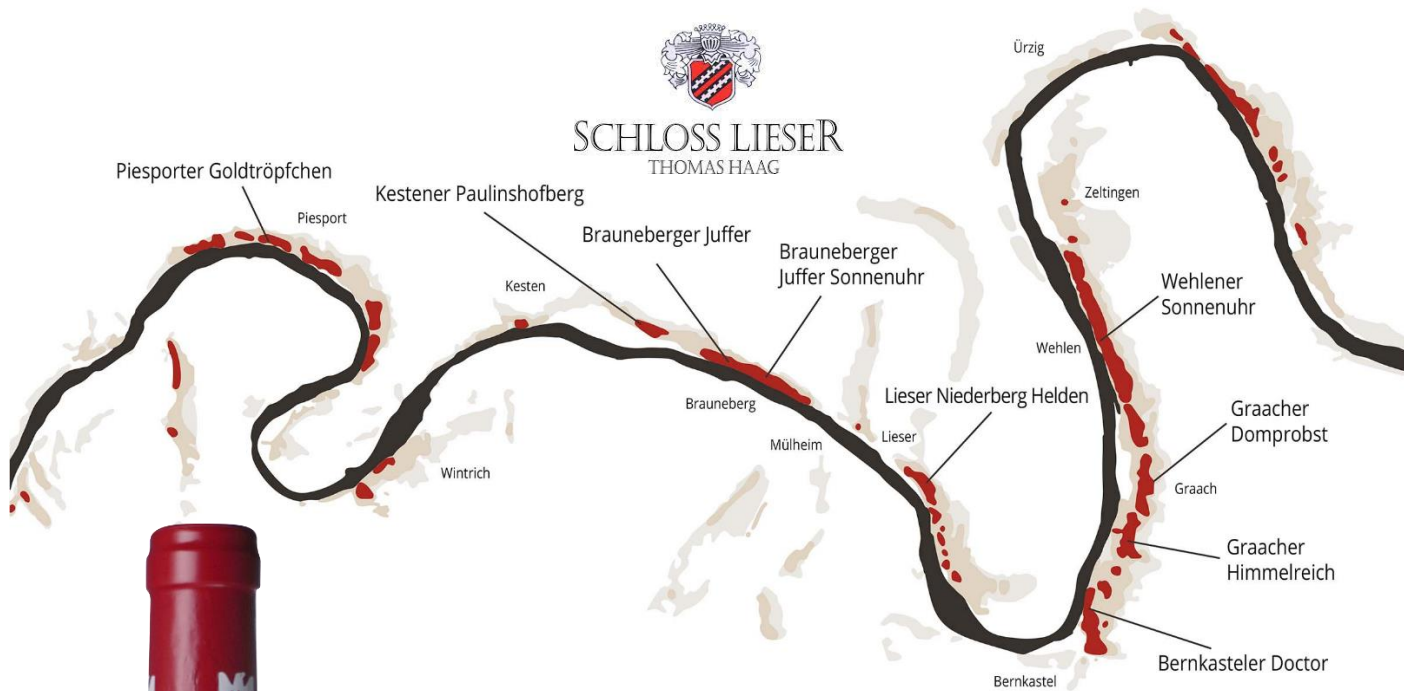 SCHLOSS LIESER
THOMAS HAAG
Piesporter Goldtröpfchen
Piesport
Kestener Paulinshofberg
Kesten
Brauneberger Juffer
Brauneberger
Juffer Sonnenuhr
Brauneberg
Wintrich
Mülheim
Lieser
Lieser Niederberg Helden
Ürzig
Zeltingen
Wehlener
Sonnenuhr
Wehlen
Graacher
Domprobst
Graach
Graacher
Himmelreich
Bernkasteler Doctor
Bernkastel